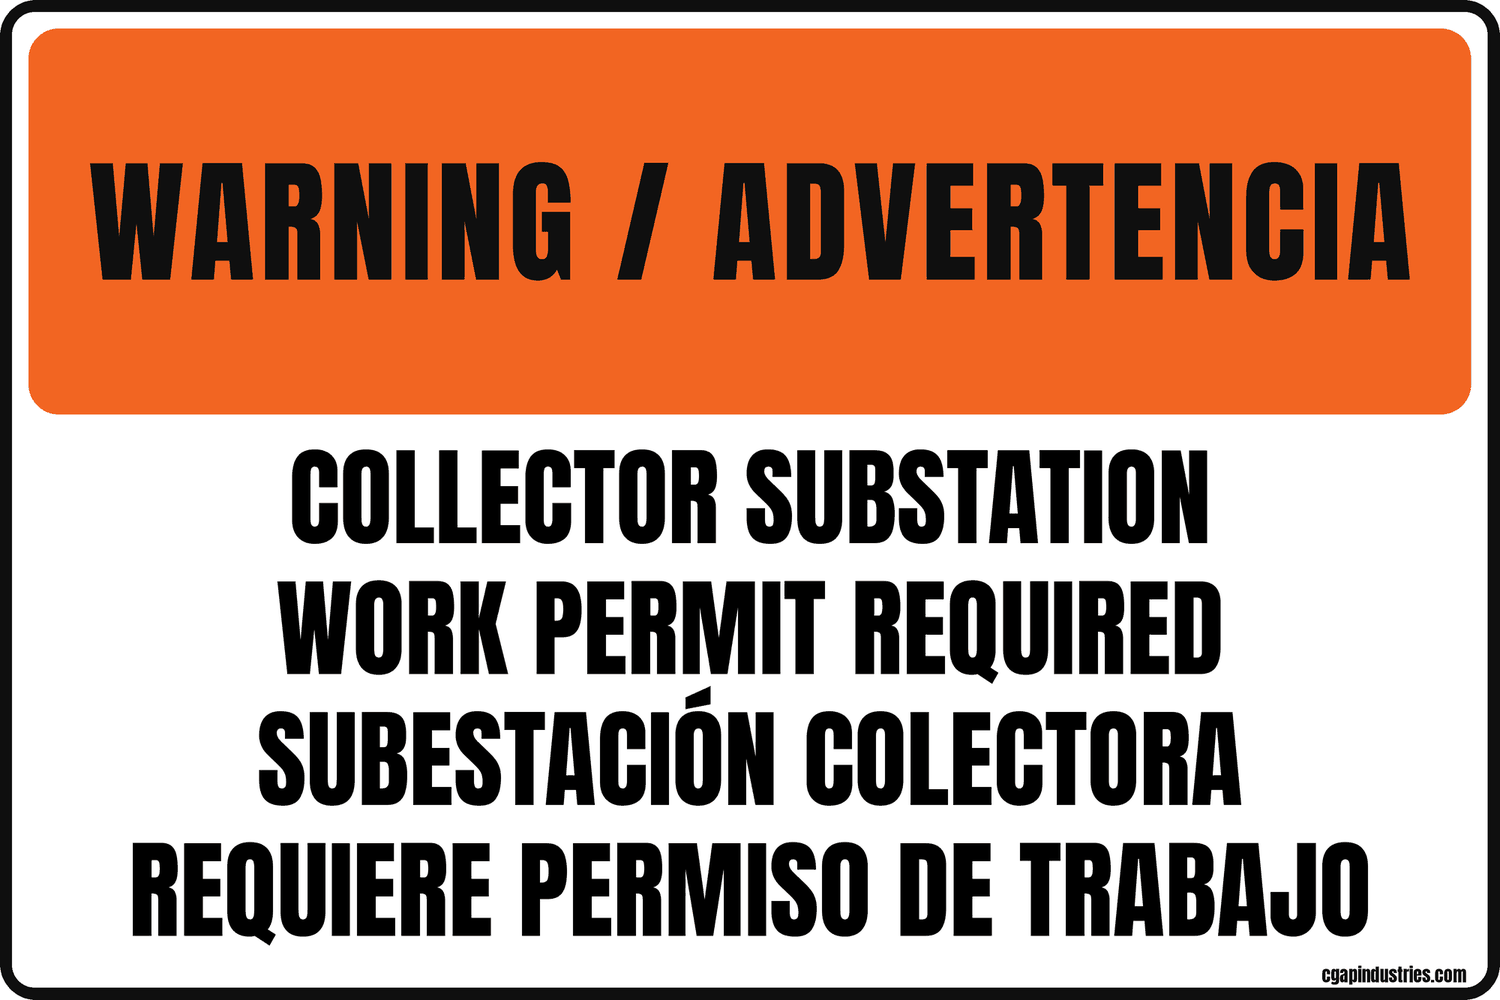 WARNING / ADVERTENCIA
COLLECTOR SUBSTATION
WORK PERMIT REQUIRED
SUBESTACIÓN COLECTORA
REQUIERE PERMISO DE TRABAJO
cgapindustries.com